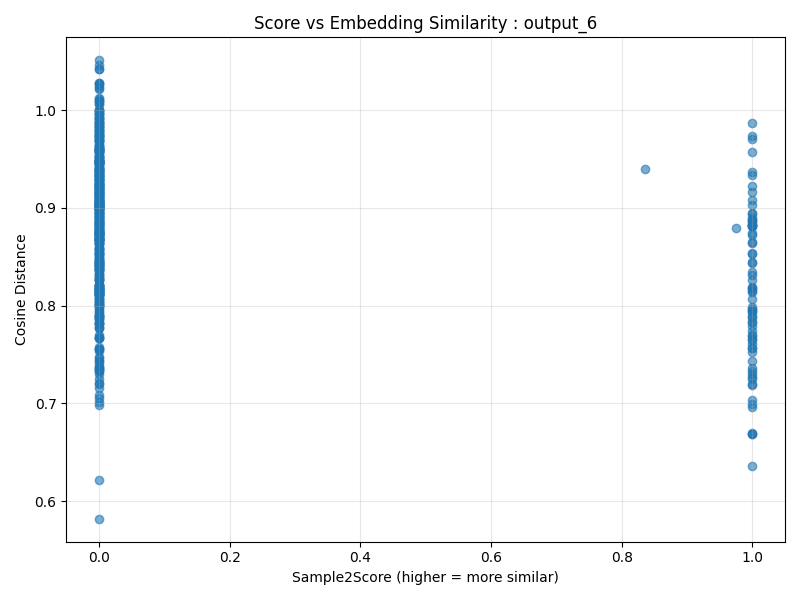 Score vs Embedding Similarity : output_6
Cosine Distance
1.0
0.9
0.8
0.7
0.6
0.0 0.2 0.4 0.6 0.8 1.0
Sample2Score (higher = more similar)